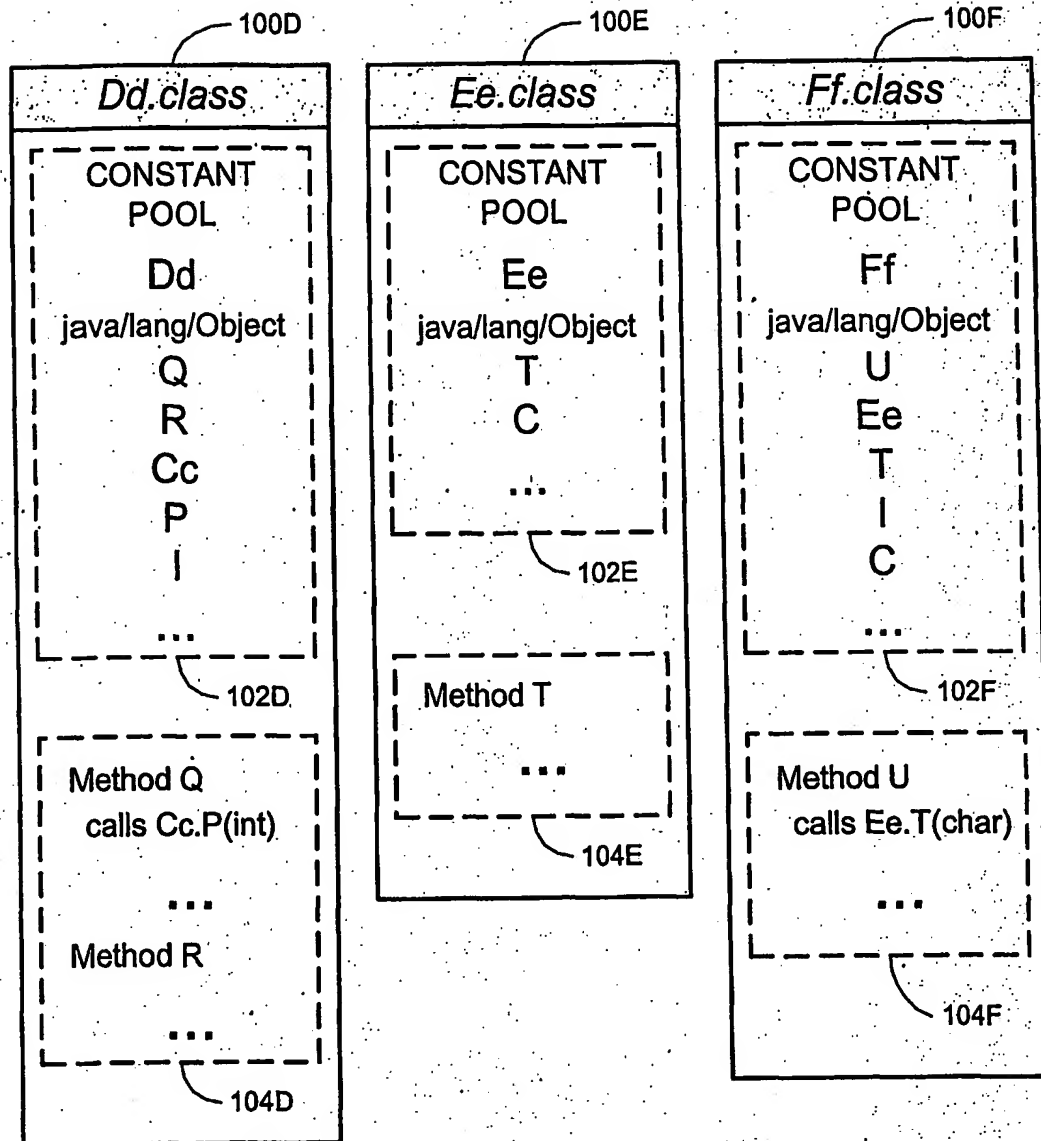 100D
Dd.class
CONSTANT
POOL
Dd
java/lang/Object
Q
R
Cc
P
I
...
102D
Method Q
calls Cc.P(int)
...
Method R
...
104D
100E
Ee.class
CONSTANT
POOL
Ee
java/lang/Object
T
C
...
102E
Method T
...
104E
100F
Ff.class
CONSTANT
POOL
Ff
java/lang/Object
U
Ee
T
I
C
...
102F
Method U
calls Ee.T(char)
...
104F